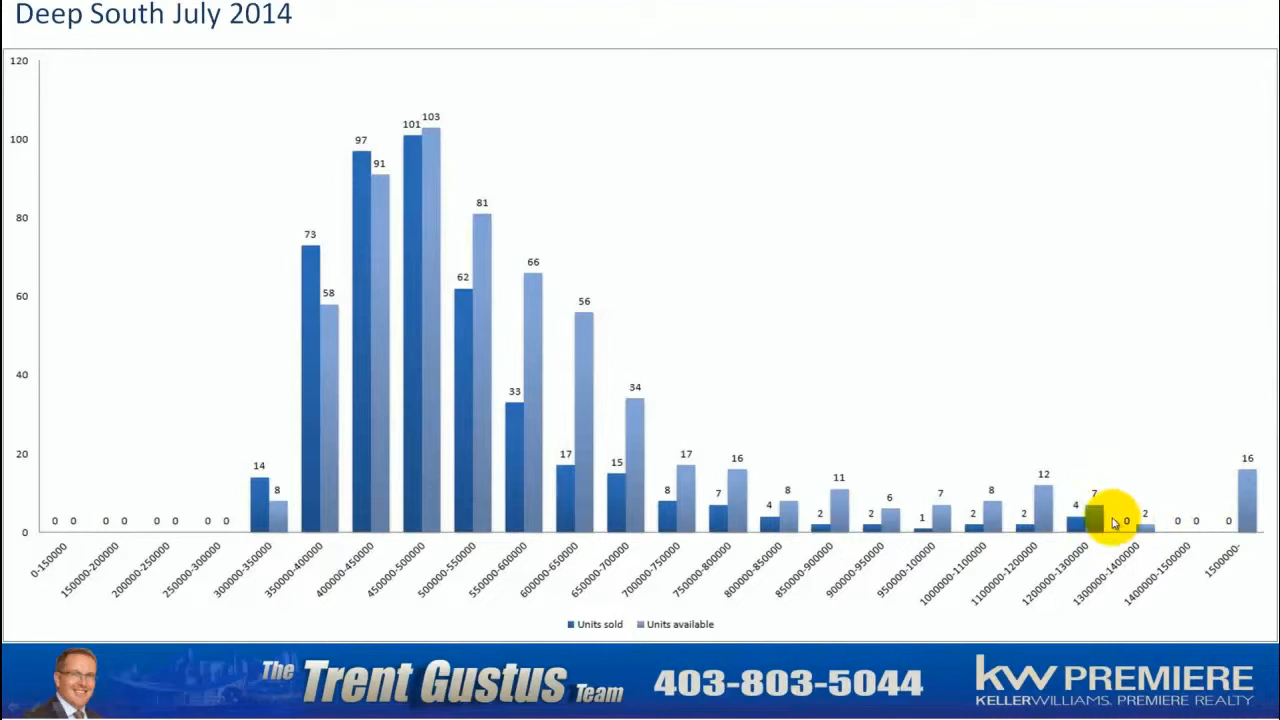 Deep South July 2014
120
100
80
60
40
20
0
0 0 0 0 0 0 0 0 14 8 73 58 97 91 101 103 62 81 33 66 17 56 15 34 8 17 7 16 4 8 2 11 2 6 1 7 2 8 2 12 4 7 0 2 0 0 0 16
0-150000 150000-200000 200000-250000 250000-300000 300000-350000 350000-400000 400000-450000 450000-500000 500000-550000 550000-600000 600000-650000 650000-700000 700000-750000 750000-800000 800000-850000 850000-900000 900000-950000 950000-1000000 1000000-1100000 1100000-1200000 1200000-1300000 1300000-1400000 1400000-1500000 1500000-
Units sold Units available
The Trent Gustus Team 403-803-5044
kw PREMIERE
KELLERWILLIAMS. PREMIERE REALTY